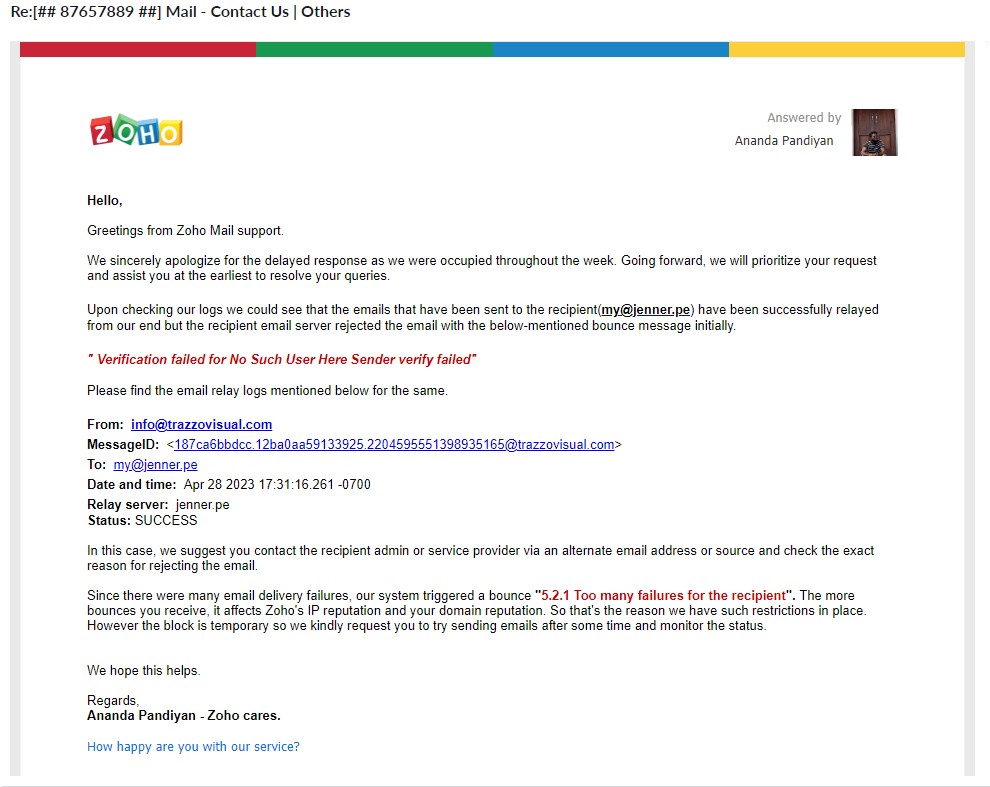 Re:[## 87657889 ##] Mail - Contact Us | Others
ZOHO
Answered by
Ananda Pandiyan
Hello,
Greetings from Zoho Mail support.
We sincerely apologize for the delayed response as we were occupied throughout the week. Going forward, we will prioritize your request
and assist you at the earliest to resolve your queries.
Upon checking our logs we could see that the emails that have been sent to the recipient(my@jenner.pe) have been successfully relayed
from our end but the recipient email server rejected the email with the below-mentioned bounce message initially.
" Verification failed for No Such User Here Sender verify failed"
Please find the email relay logs mentioned below for the same.
From: info@trazzovisual.com
MessageID: <187ca6bbdcc.12ba0aa59133925.2204595551398935165@trazzovisual.com>
To: my@jenner.pe
Date and time: Apr 28 2023 17:31:16.261 -0700
Relay server: jenner.pe
Status: SUCCESS
In this case, we suggest you contact the recipient admin or service provider via an alternate email address or source and check the exact
reason for rejecting the email.
Since there were many email delivery failures, our system triggered a bounce "5.2.1 Too many failures for the recipient". The more
bounces you receive, it affects Zoho's IP reputation and your domain reputation. So that's the reason we have such restrictions in place.
However the block is temporary so we kindly request you to try sending emails after some time and monitor the status.
We hope this helps.
Regards,
Ananda Pandiyan - Zoho cares.
How happy are you with our service?